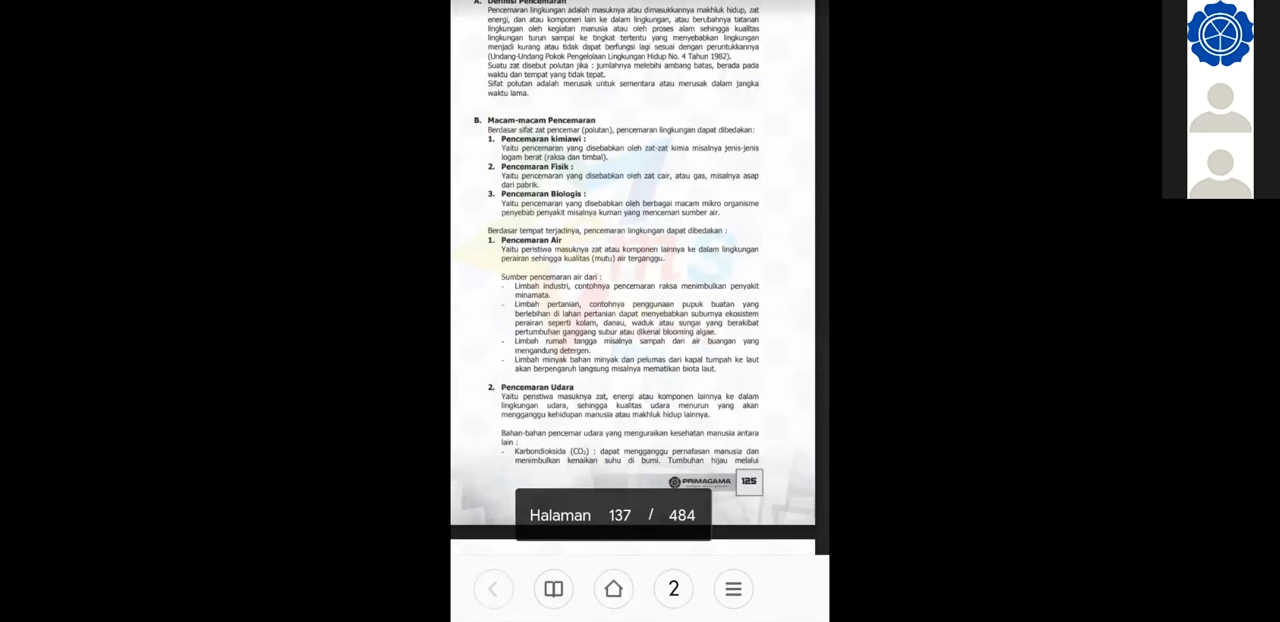 A. Definisi Pencemaran
Pencemaran lingkungan adalah masuknya atau dimasukkannya makhluk hidup, zat
energi, dan atau komponen lain ke dalam lingkungan, atau berubahnya tatanan
lingkungan oleh kegiatan manusia atau oleh proses alam sehingga kualitas
lingkungan turun sampai ke tingkat tertentu yang menyebabkan lingkungan
menjadi kurang atau tidak dapat berfungsi lagi sesuai dengan peruntukkannya
(Undang-Undang Pokok Pengelolaan Lingkungan Hidup No. 4 Tahun 1982).
Suatu zat disebut polutan jika : jumlahnya melebihi ambang batas, berada pada
waktu dan tempat yang tidak tepat.
Sifat polutan adalah merusak untuk sementara atau merusak dalam jangka
waktu lama.
B. Macam-macam Pencemaran
Berdasar sifat zat pencemar (polutan), pencemaran lingkungan dapat dibedakan:
1. Pencemaran kimiawi :
Yaitu pencemaran yang disebabkan oleh zat-zat kimia misalnya jenis-jenis
logam berat (raksa dan timbal).
2. Pencemaran Fisik :
Yaitu pencemaran yang disebabkan oleh zat cair, atau gas, misalnya asap
dari pabrik.
3. Pencemaran Biologis :
Yaitu pencemaran yang disebabkan oleh berbagai macam mikro organisme
penyebab penyakit misalnya kuman yang mencemari sumber air.
Berdasar tempat terjadinya, pencemaran lingkungan dapat dibedakan :
1. Pencemaran Air
Yaitu peristiwa masuknya zat atau komponen lainnya ke dalam lingkungan
perairan sehingga kualitas (mutu) air terganggu.
Sumber pencemaran air dari :
- Limbah industri, contohnya pencemaran raksa menimbulkan penyakit
minamata.
- Limbah pertanian, contohnya penggunaan pupuk buatan yang
berlebihan di lahan pertanian dapat menyebabkan suburnya ekosistem
perairan seperti kolam, danau, waduk atau sungai yang berakibat
pertumbuhan ganggang subur atau dikenal blooming algae.
- Limbah rumah tangga misalnya sampah dan air buangan yang
mengandung detergen.
- Limbah minyak bahan minyak dan pelumas dari kapal tumpah ke laut
akan berpengaruh langsung misalnya mematikan biota laut.
2. Pencemaran Udara
Yaitu peristiwa masuknya zat, energi atau komponen lainnya ke dalam
lingkungan udara, sehingga kualitas udara menurun yang akan
mengganggu kehidupan manusia atau makhluk hidup lainnya.
Bahan-bahan pencemar udara yang menguraikan kesehatan manusia antara
lain :
- Karbondioksida (CO₂) : dapat mengganggu pernafasan manusia dan
menimbulkan kenaikan suhu di bumi. Tumbuhan hijau melalui
PRIMAGAMA 125
Halaman 137 / 484
2